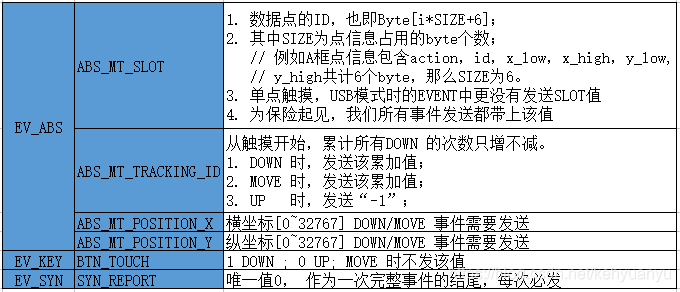 EV_ABS
ABS_MT_SLOT
1. 数据点的ID，也即Byte[i*SIZE+6];
2. 其中SIZE为点信息占用的byte个数；
// 例如A框点信息包含action, id, x_low, x_high, y_low,
// y_high共计6个byte，那么SIZE为6。
3. 单点触摸，USB模式时的EVENT中更没有发送SLOT值
4. 为保险起见，我们所有事件发送都带上该值
ABS_MT_TRACKING_ID
从触摸开始，累计所有DOWN 的次数只增不减。
1. DOWN 时，发送该累加值；
2. MOVE 时，发送该累加值；
3. UP 时，发送“-1”；
ABS_MT_POSITION_X 横坐标[0~32767] DOWN/MOVE 事件需要发送
ABS_MT_POSITION_Y 纵坐标[0~32767] DOWN/MOVE 事件需要发送
EV_KEY BTN_TOUCH 1 DOWN ; 0 UP; MOVE 时不发该值
EV_SYN SYN_REPORT 唯一值0， 作为一次完整事件的结尾，每次必发